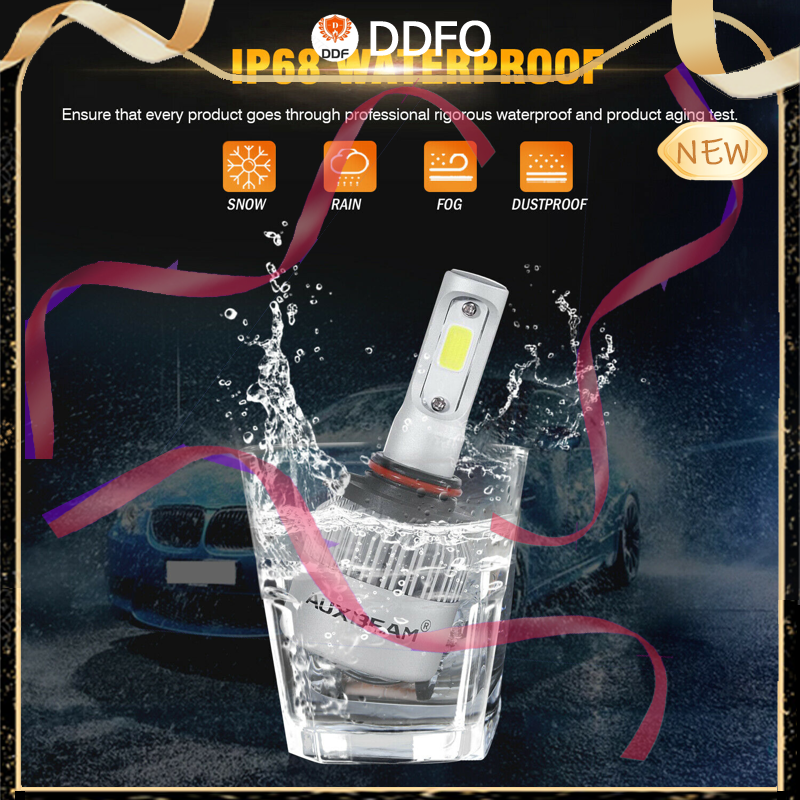 DDFO
DDF
IP68 WATERPROOF
Ensure that every product goes through professional rigorous waterproof and product aging test.
NEW
SNOW RAIN FOG DUSTPROOF
AUXBEAM®